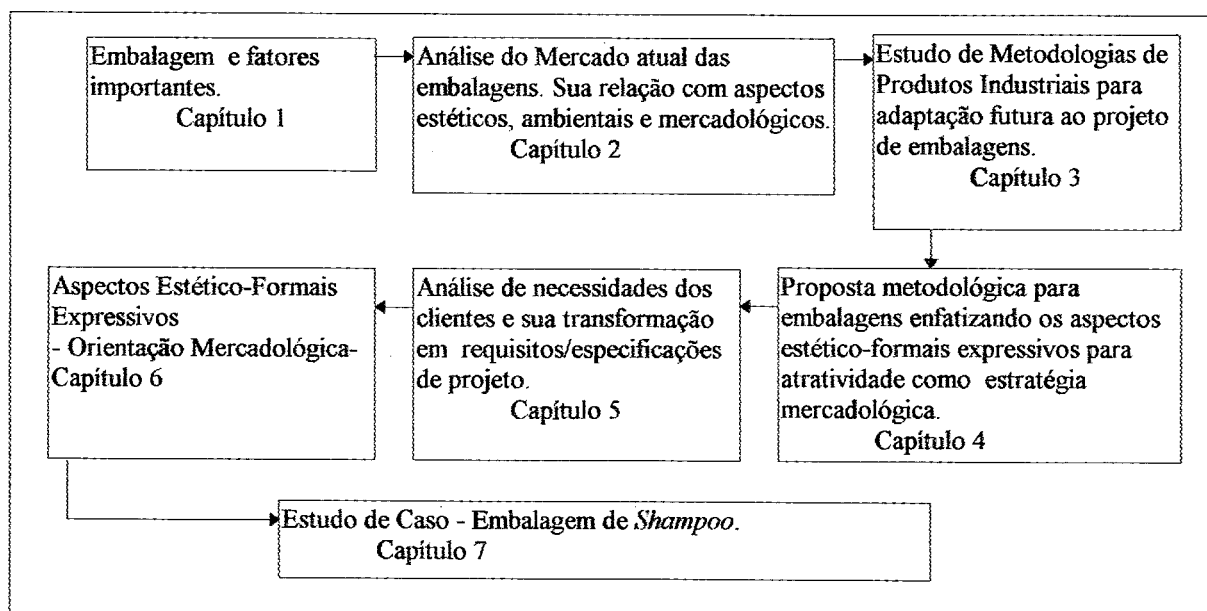 Embalagem e fatores
importantes.
Capítulo 1
Análise do Mercado atual das
embalagens. Sua relação com aspectos
estéticos, ambientais e mercadológicos.
Capítulo 2
Estudo de Metodologias de
Produtos Industriais para
adaptação futura ao projeto
de embalagens.
Capítulo 3
Proposta metodológica para
embalagens enfatizando os aspectos
estético-formais expressivos para
atratividade como estratégia
mercadológica.
Capítulo 4
Análise de necessidades dos
clientes e sua transformação
em requisitos/especificações
de projeto.
Capítulo 5
Aspectos Estético-Formais
Expressivos
- Orientação Mercadológica-
Capítulo 6
Estudo de Caso - Embalagem de Shampoo.
Capítulo 7